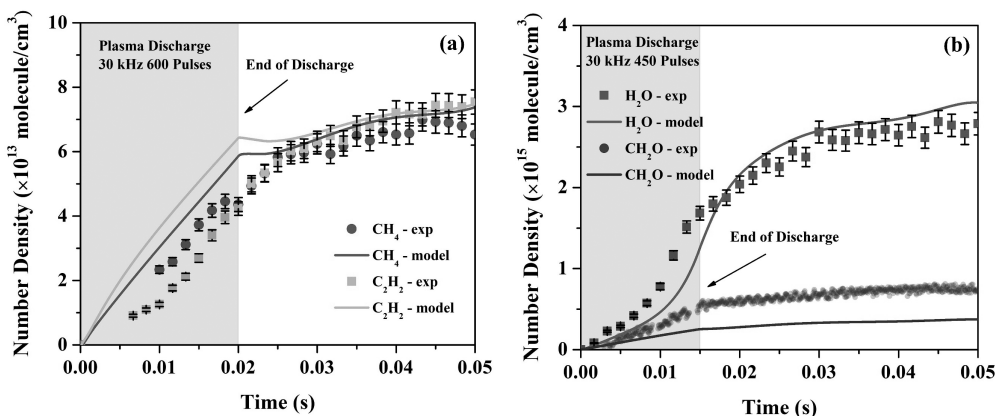 (a)
Plasma Discharge
30 kHz 600 Pulses
End of Discharge
CH4 - exp
CH4 - model
C2H2 - exp
C2H2 - model
Number Density (×10^13 molecule/cm^3)
10
8
6
4
2
0
0.00 0.01 0.02 0.03 0.04 0.05
Time (s)
(b)
Plasma Discharge
30 kHz 450 Pulses
H2O - exp
H2O - model
CH2O - exp
CH2O - model
End of Discharge
Number Density (×10^15 molecule/cm^3)
4
3
2
1
0
0.00 0.01 0.02 0.03 0.04 0.05
Time (s)